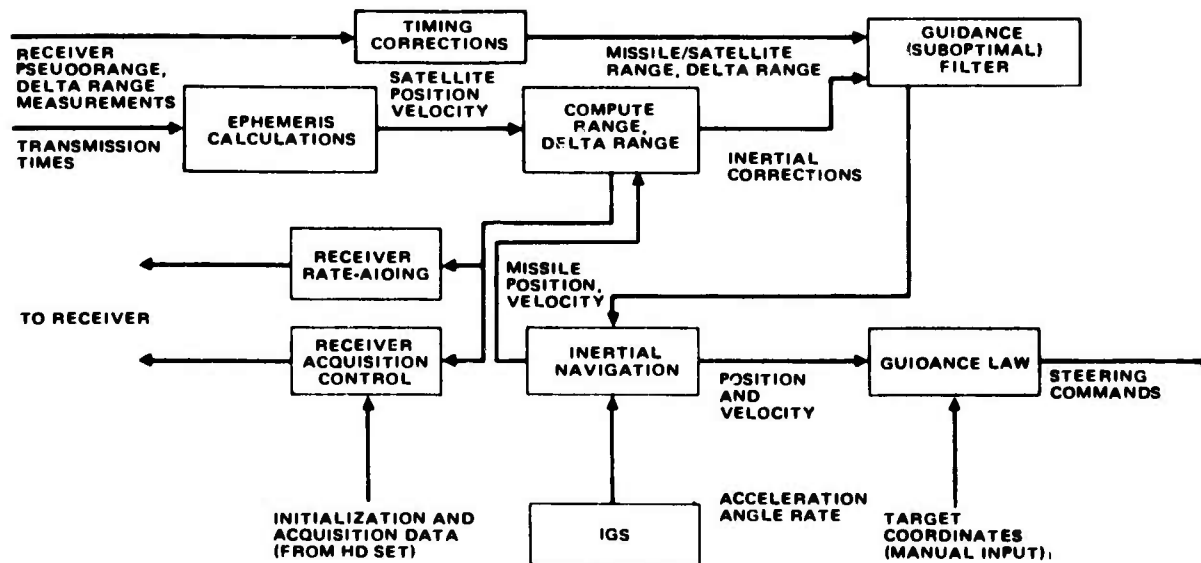 TIMING
CORRECTIONS
RECEIVER
PSEUOORANGE,
DELTA RANGE
MEASUREMENTS
MISSILE/SATELLITE
RANGE, DELTA RANGE
GUIDANCE
(SUBOPTIMAL)
FILTER
SATELLITE
POSITION
VELOCITY
EPHEMERIS
CALCULATIONS
TRANSMISSION
TIMES
COMPUTE
RANGE,
DELTA RANGE
INERTIAL
CORRECTIONS
RECEIVER
RATE-AIOING
MISSILE
POSITION,
VELOCITY
TO RECEIVER
RECEIVER
ACQUISITION
CONTROL
INERTIAL
NAVIGATION
POSITION
AND
VELOCITY
GUIOANCE LAW
STEERING
COMMANDS
INITIALIZATION AND
ACQUISITION DATA
(FROM HD SET)
IGS
ACCELERATION
ANGLE RATE
TARGET
COORDINATES
(MANUAL INPUT)